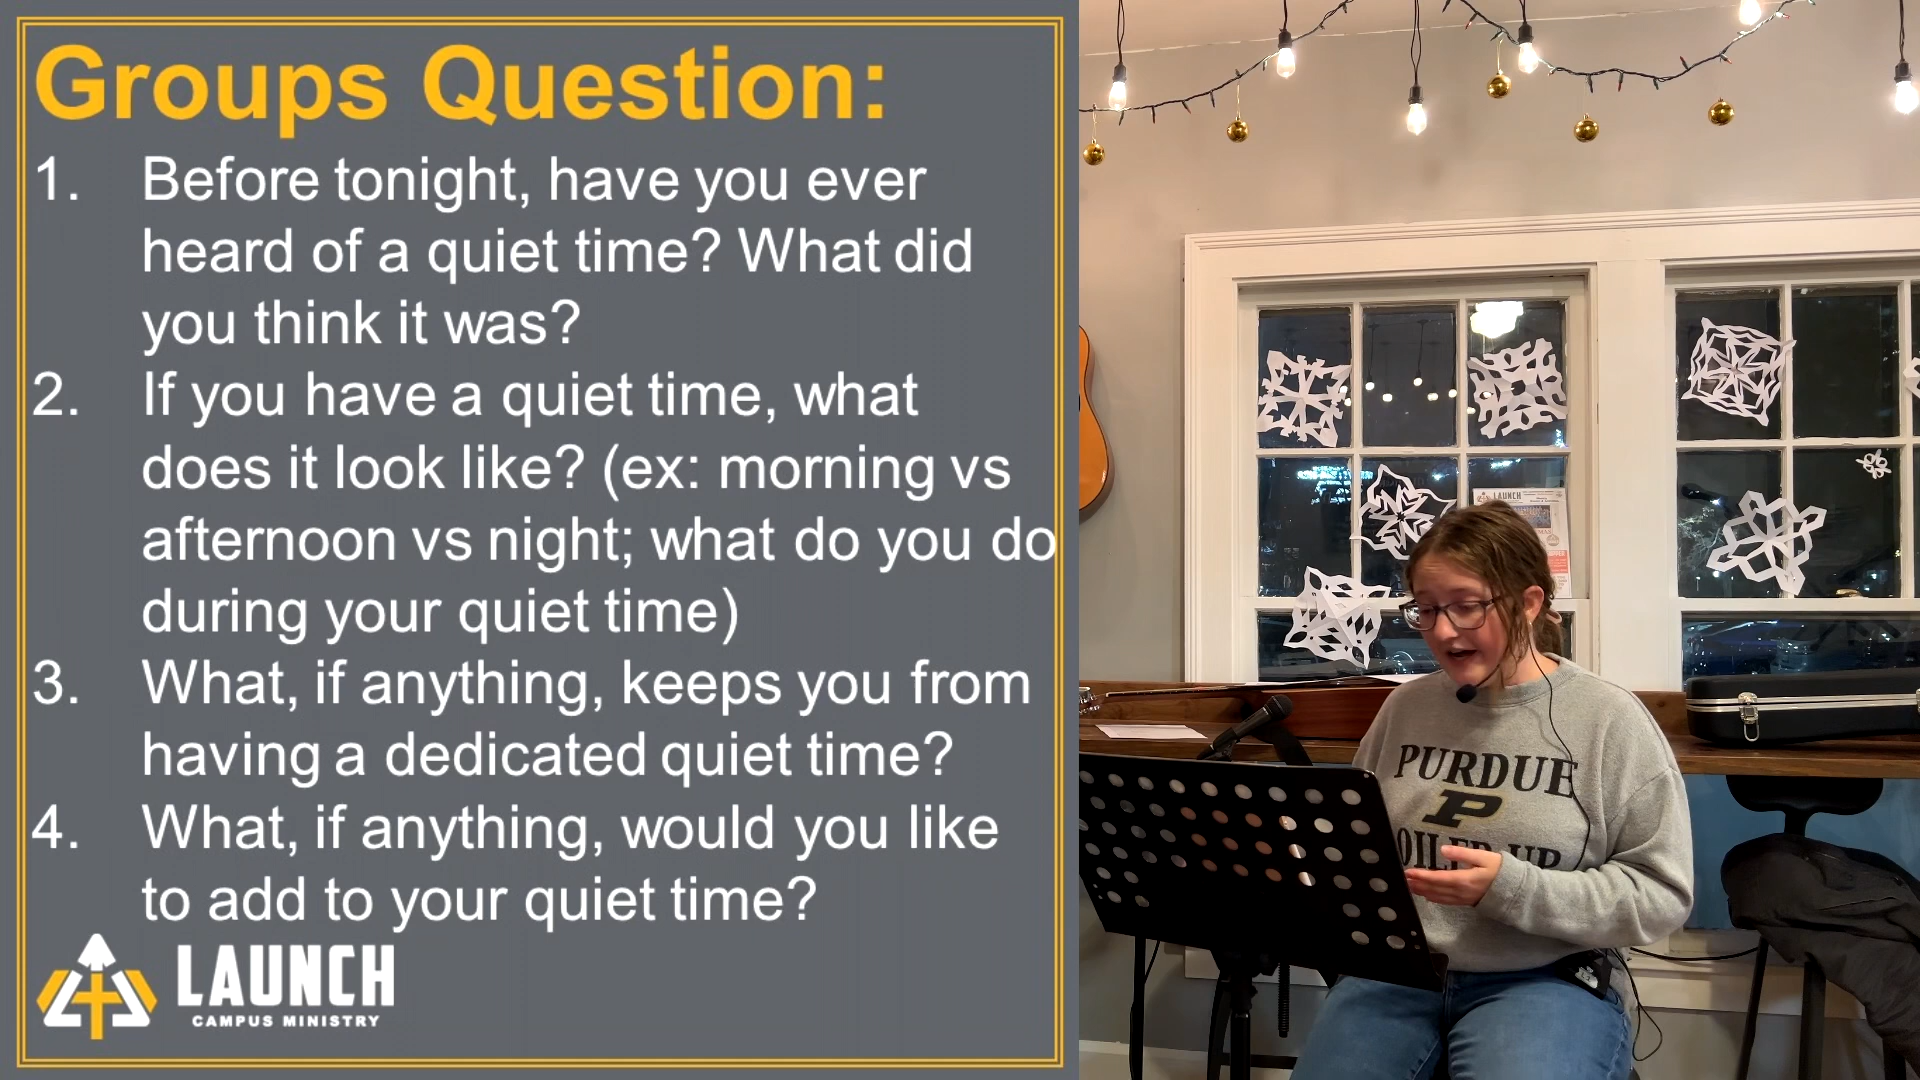 Groups Question:
1. Before tonight, have you ever
heard of a quiet time? What did
you think it was?
2. If you have a quiet time, what
does it look like? (ex: morning vs
afternoon vs night; what do you do
during your quiet time)
3. What, if anything, keeps you from
having a dedicated quiet time?
4. What, if anything, would you like
to add to your quiet time?
LAUNCH
CAMPUS MINISTRY
LAUNCH
PURDUE
P
OILER UP